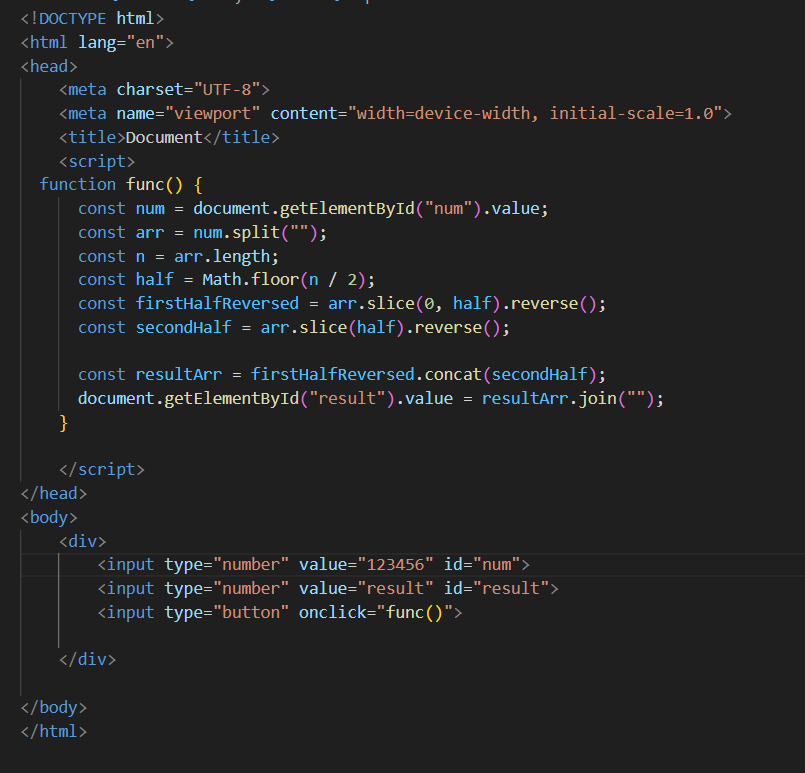 <!DOCTYPE html>
<html lang="en">
<head>
    <meta charset="UTF-8">
    <meta name="viewport" content="width=device-width, initial-scale=1.0">
    <title>Document</title>
    <script>
  function func() {
      const num = document.getElementById("num").value;
      const arr = num.split("");
      const n = arr.length;
      const half = Math.floor(n / 2);
      const firstHalfReversed = arr.slice(0, half).reverse();
      const secondHalf = arr.slice(half).reverse();

      const resultArr = firstHalfReversed.concat(secondHalf);
      document.getElementById("result").value = resultArr.join("");
    }

    </script>
</head>
<body>
    <div>
        <input type="number" value="123456" id="num">
        <input type="number" value="result" id="result">
        <input type="button" onclick="func()">

    </div>

</body>
</html>